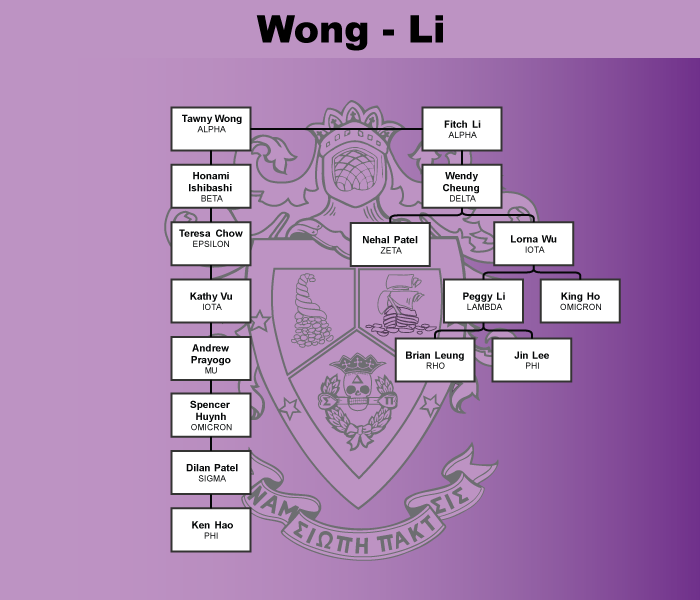 Wong - Li
Tawny Wong
ALPHA
Fitch Li
ALPHA
Honami
Ishibashi
BETA
Wendy
Cheung
DELTA
Teresa Chow
EPSILON
Nehal Patel
ZETA
Lorna Wu
IOTA
Kathy Vu
IOTA
Peggy Li
LAMBDA
King Ho
OMICRON
Andrew
Prayogo
MU
Brian Leung
RHO
Jin Lee
PHI
Spencer
Huynh
OMICRON
Δ
Σ
Π
Dilan Patel
SIGMA
Ken Hao
PHI
ΣΙΩΠΗ ΠΑΚΤ ΣΙΣ